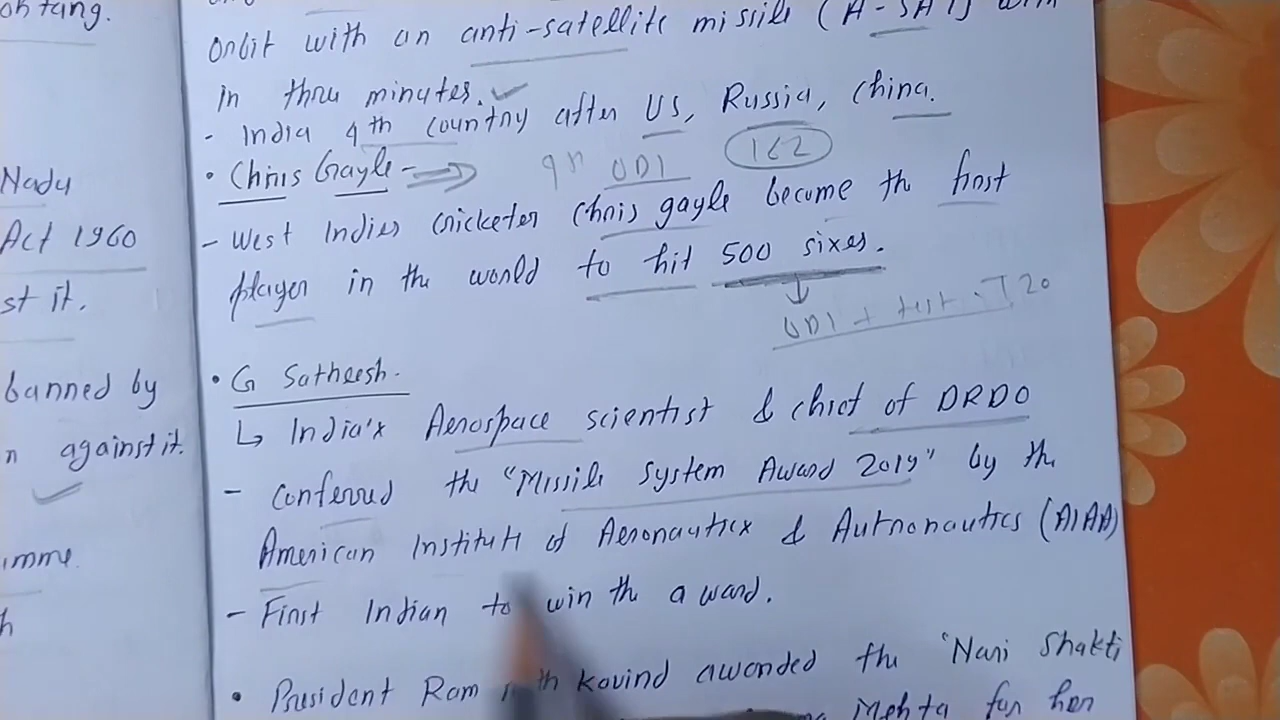 oh tang.
Nadu
Act 1960
st it.
banned by
n against it.
imme
h
Orbit with an anti-satellite missile (A-SAT) with
in three minutes.
- India 4th country after US, Russia, China.
• Chris Gayle -
ODI 162
- West Indies cricketer Chris gayle become the first
player in the world to hit 500 sixes.
ODI + test + T20
• G Satheesh.
↳ India's Aerospace scientist & chief of DRDO
- Conferred the "Missile System Award 2019" by the
American Institute of Aeronautics & Autronautics (AIAA)
- First Indian to win the award.
• President Ram Kovind awarded the "Nari Shakti
Mehta for her